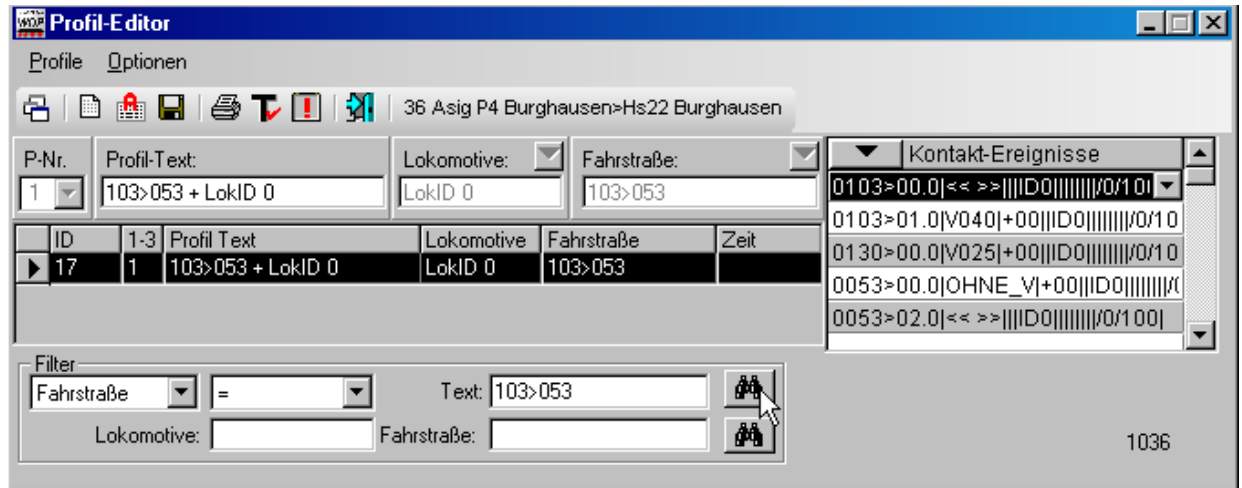 WDP Profil-Editor
Profile Optionen
36 Asig P4 Burghausen>Hs22 Burghausen
P-Nr. Profil-Text: Lokomotive: Fahrstraße:
1 103>053 + LokID 0 LokID 0 103>053
ID 1-3 Profil Text Lokomotive Fahrstraße Zeit
17 1 103>053 + LokID 0 LokID 0 103>053
Kontakt-Ereignisse
0103>00.0|<< >>|||ID0||||||||/0/10
0103>01.0|V040|+00||ID0||||||||/0/10
0130>00.0|V025|+00||ID0||||||||/0/10
0053>00.0|OHNE_V|+00||ID0||||||||/(
0053>02.0|<< >>|||ID0||||||||/0/100|
Filter
Fahrstraße = Text: 103>053
Lokomotive: Fahrstraße:
1036